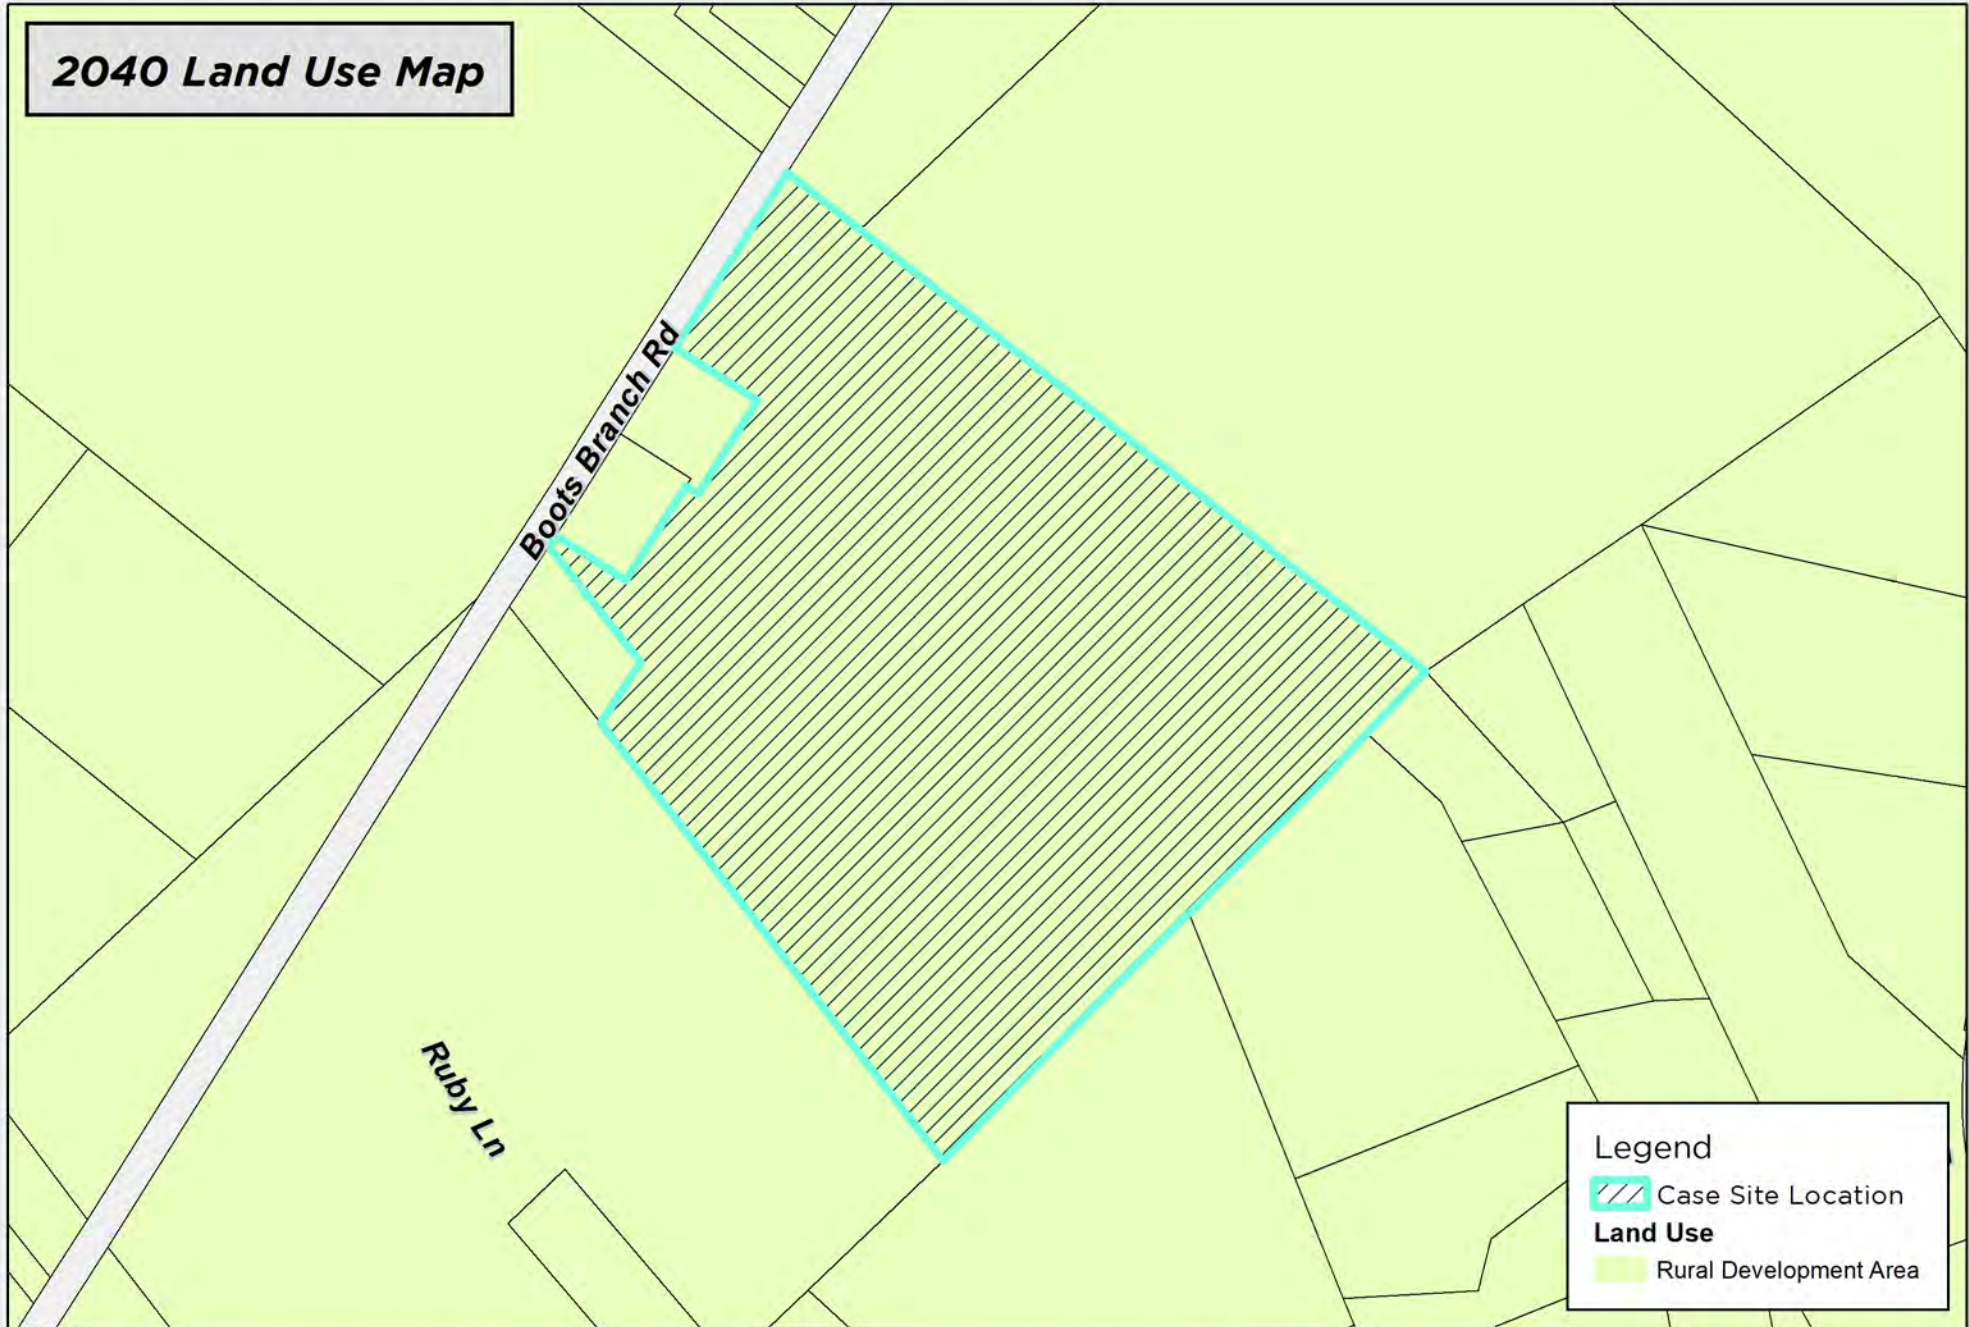 2040 Land Use Map
Boots Branch Rd
Ruby Ln
Legend
Case Site Location
Land Use
Rural Development Area